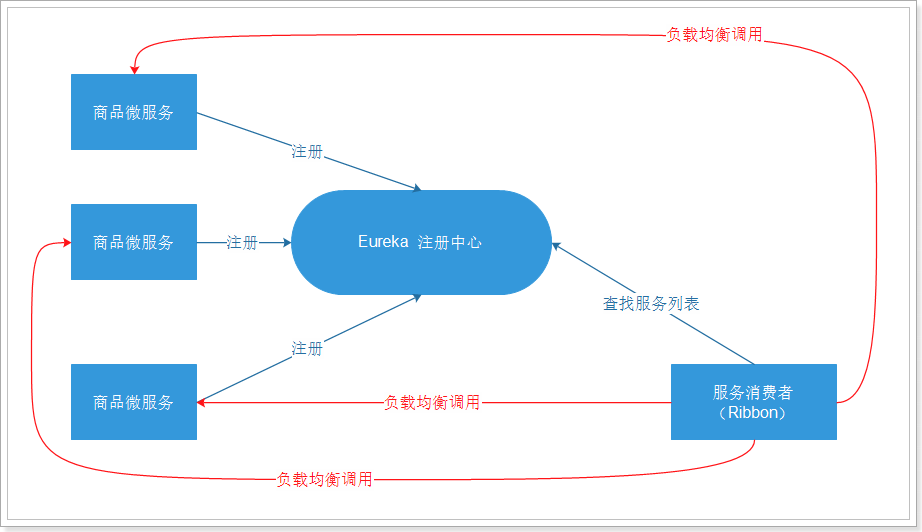 负载均衡调用
商品微服务
注册
商品微服务
注册
Eureka 注册中心
查找服务列表
注册
商品微服务
负载均衡调用
服务消费者
（Ribbon）
负载均衡调用